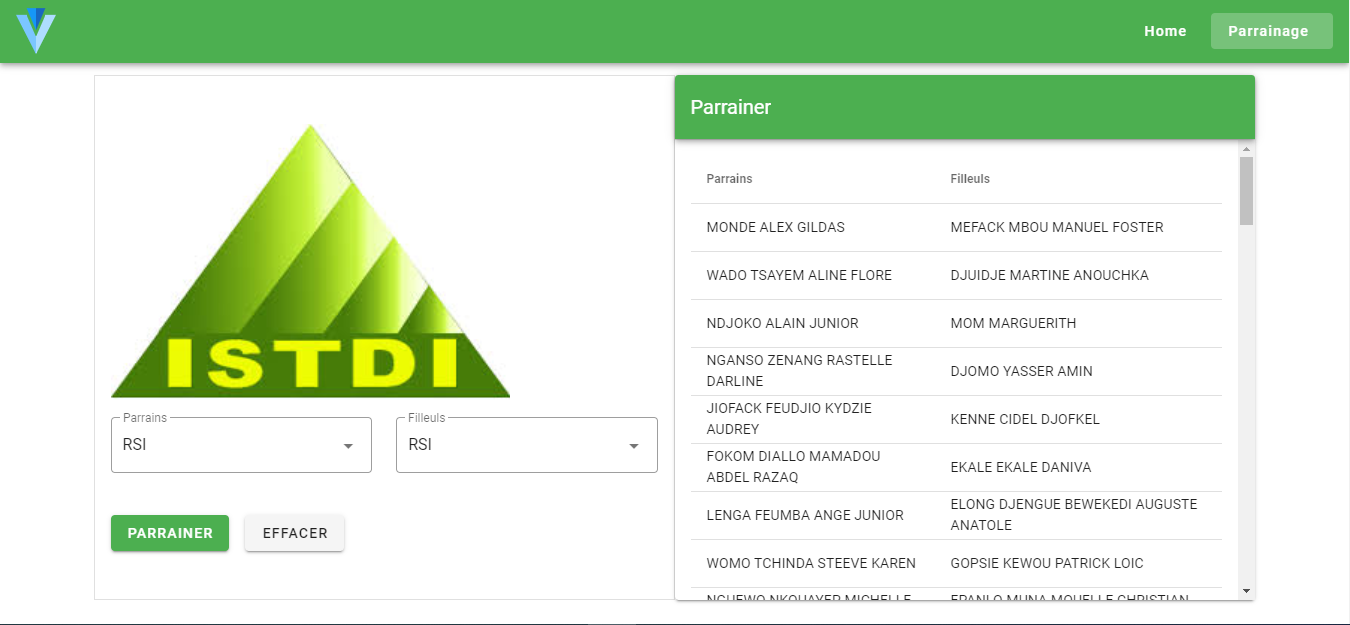 Home
Parrainage
ISTDI
Parrains
RSI
Filleuls
RSI
PARRAINER
EFFACER
Parrainer
Parrains
Filleuls
MONDE ALEX GILDAS
MEFACK MBOU MANUEL FOSTER
WADO TSAYEM ALINE FLORE
DJUIDJE MARTINE ANOUCHKA
NDJOKO ALAIN JUNIOR
MOM MARGUERITH
NGANSO ZENANG RASTELLE
DARLINE
DJOMO YASSER AMIN
JIOFACK FEUDJIO KYDZIE
AUDREY
KENNE CIDEL DJOFKEL
FOKOM DIALLO MAMADOU
ABDEL RAZAQ
EKALE EKALE DANIVA
LENGA FEUMBA ANGE JUNIOR
ELONG DJENGUE BEWEKEDI AUGUSTE
ANATOLE
WOMO TCHINDA STEEVE KAREN
GOPSIE KEWOU PATRICK LOIC
MICHELLE
CHRISTIAN